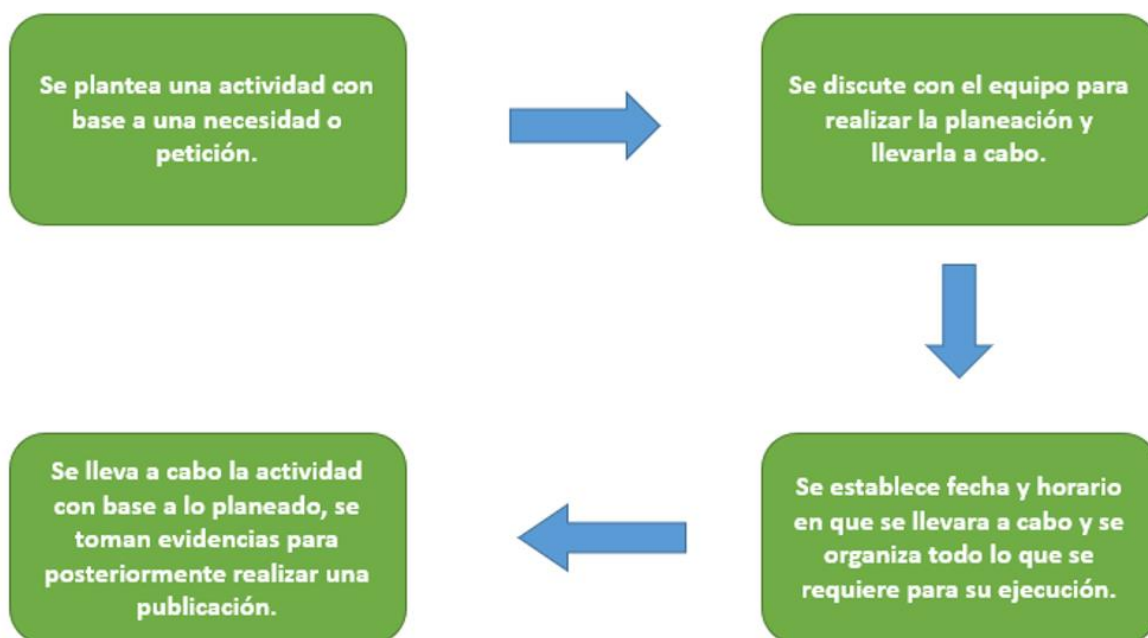 Se plantea una actividad con
base a una necesidad o
petición.
Se discute con el equipo para
realizar la planeación y
llevarla a cabo.
Se establece fecha y horario
en que se llevara a cabo y se
organiza todo lo que se
requiere para su ejecución.
Se lleva a cabo la actividad
con base a lo planeado, se
toman evidencias para
posteriormente realizar una
publicación.